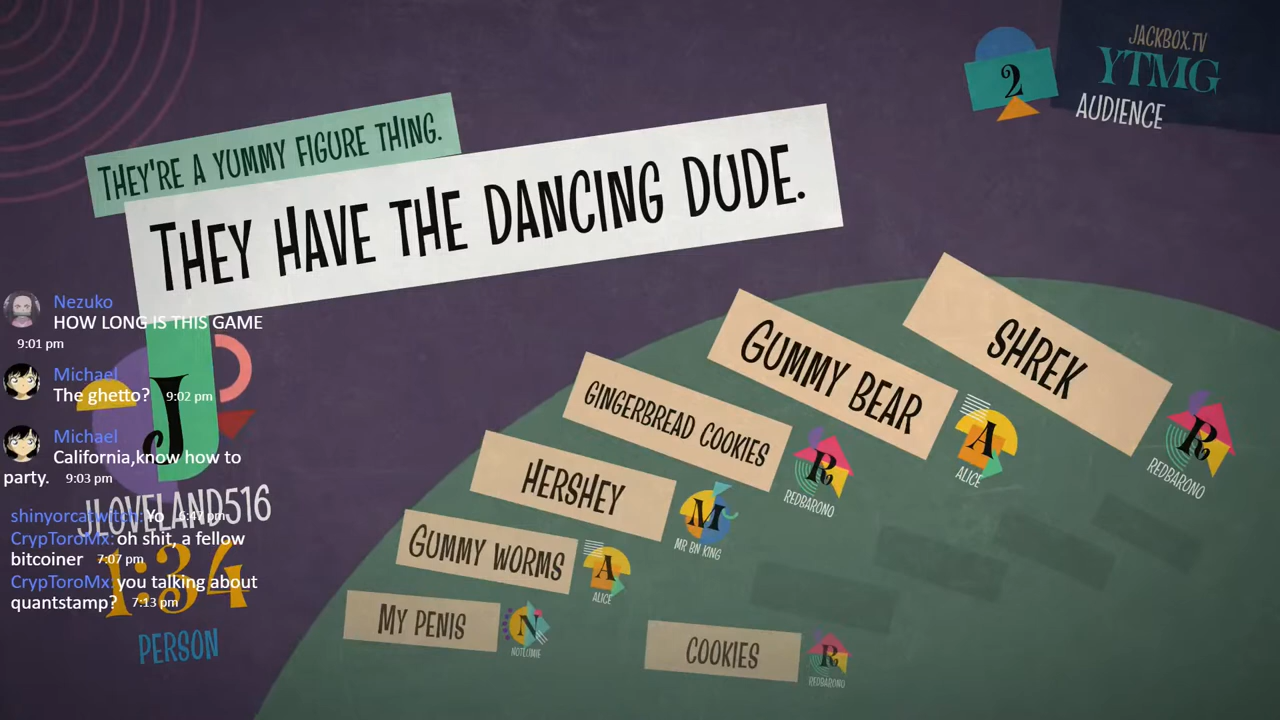 JACKBOX.TV
YTMG
2
AUDIENCE
THEY'RE A YUMMY FIGURE THING.
THEY HAVE THE DANCING DUDE.
Nezuko
HOW LONG IS THIS GAME
9:01 pm
Michael
The ghetto? 9:02 pm
Michael
California,know how to
party. 9:03 pm
shinyorcatwitch: Yo 6:42 pm
CrypToroMx: oh shit, a fellow
bitcoiner 7:07 pm
CrypToroMx: you talking about
quantstamp? 7:13 pm
J
JLOVELAND516
1:34
PERSON
SHREK
R
REDBARONO
GUMMY BEAR
A
ALICE
GINGERBREAD COOKIES
R
REDBARONO
HERSHEY
M
MR BN KING
GUMMY WORMS
A
ALICE
MY PENIS
N
COOKIES
R
REDBARONO